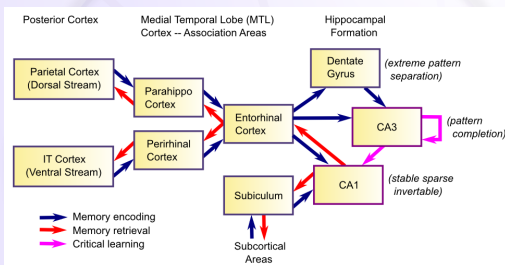 Posterior Cortex
Medial Temporal Lobe (MTL)
Cortex -- Association Areas
Hippocampal
Formation
Parietal Cortex
(Dorsal Stream)
Parahippo
Cortex
Dentate
Gyrus
(extreme pattern
separation)
Entorhinal
Cortex
CA3
(pattern
completion)
IT Cortex
(Ventral Stream)
Perirhinal
Cortex
Subiculum
CA1
(stable sparse
invertable)
Memory encoding
Memory retrieval
Critical learning
Subcortical
Areas